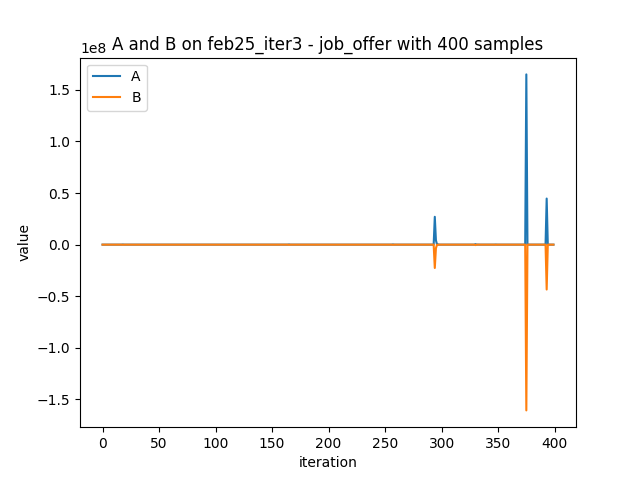 A and B on feb25_iter3 - job_offer with 400 samples
1e8
A
B
1.5
1.0
0.5
0.0
−0.5
−1.0
−1.5
value
0 50 100 150 200 250 300 350 400
iteration